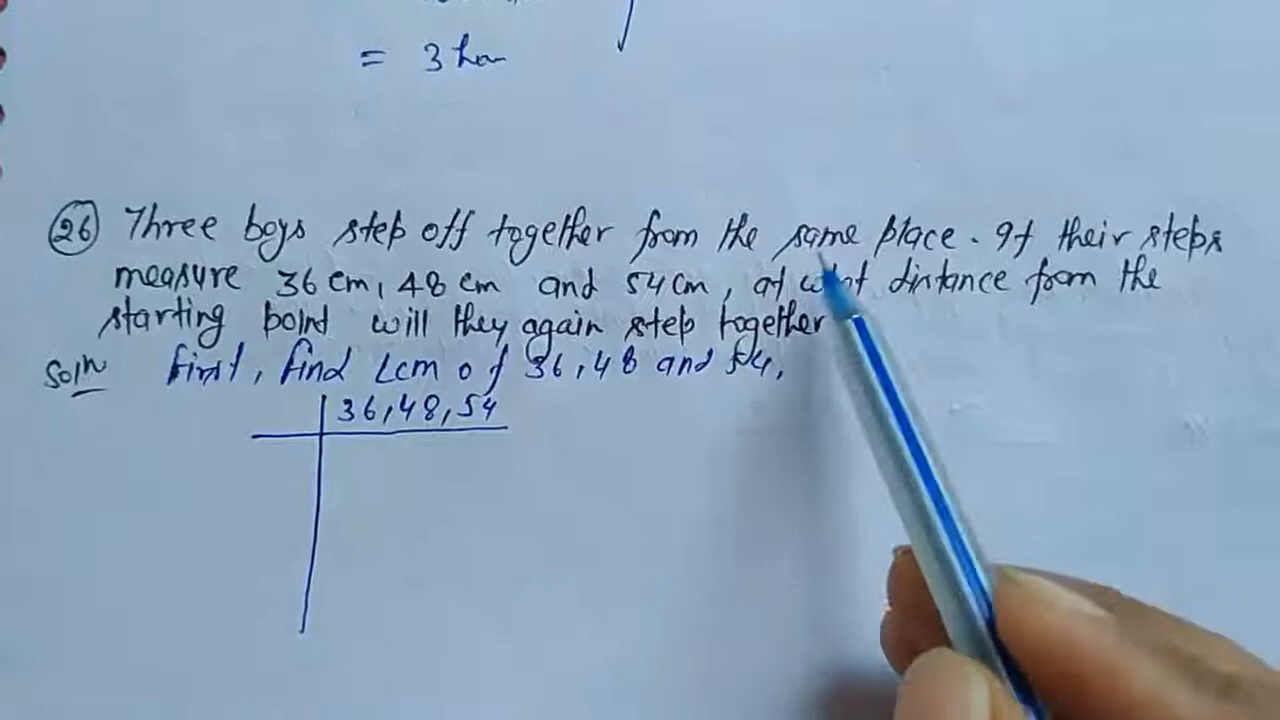 = 3 hm
26 Three boys step off together from the same place. If their steps
measure 36 cm, 48 cm and 54 cm, at what distance from the
starting point will they again step together
Soln First, find Lcm of 36, 48 and 54,
36, 48, 54